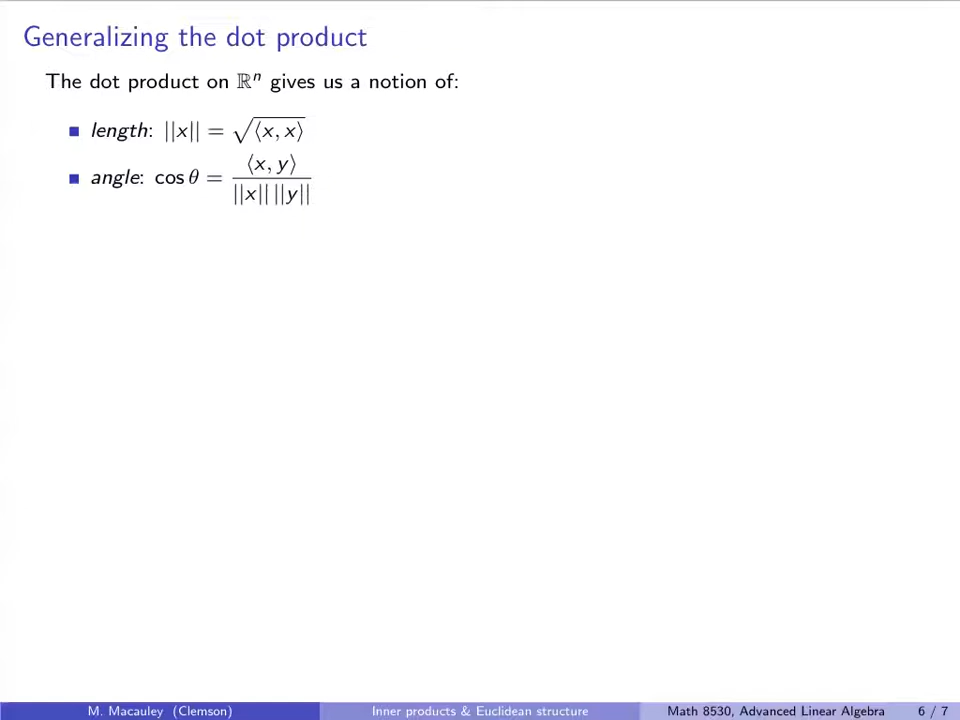 Generalizing the dot product
The dot product on ℝⁿ gives us a notion of:
■ length: ||x|| = √⟨x, x⟩
■ angle: cos θ = ⟨x, y⟩ / ||x|| ||y||
M. Macauley (Clemson) Inner products & Euclidean structure Math 8530, Advanced Linear Algebra 6 / 7